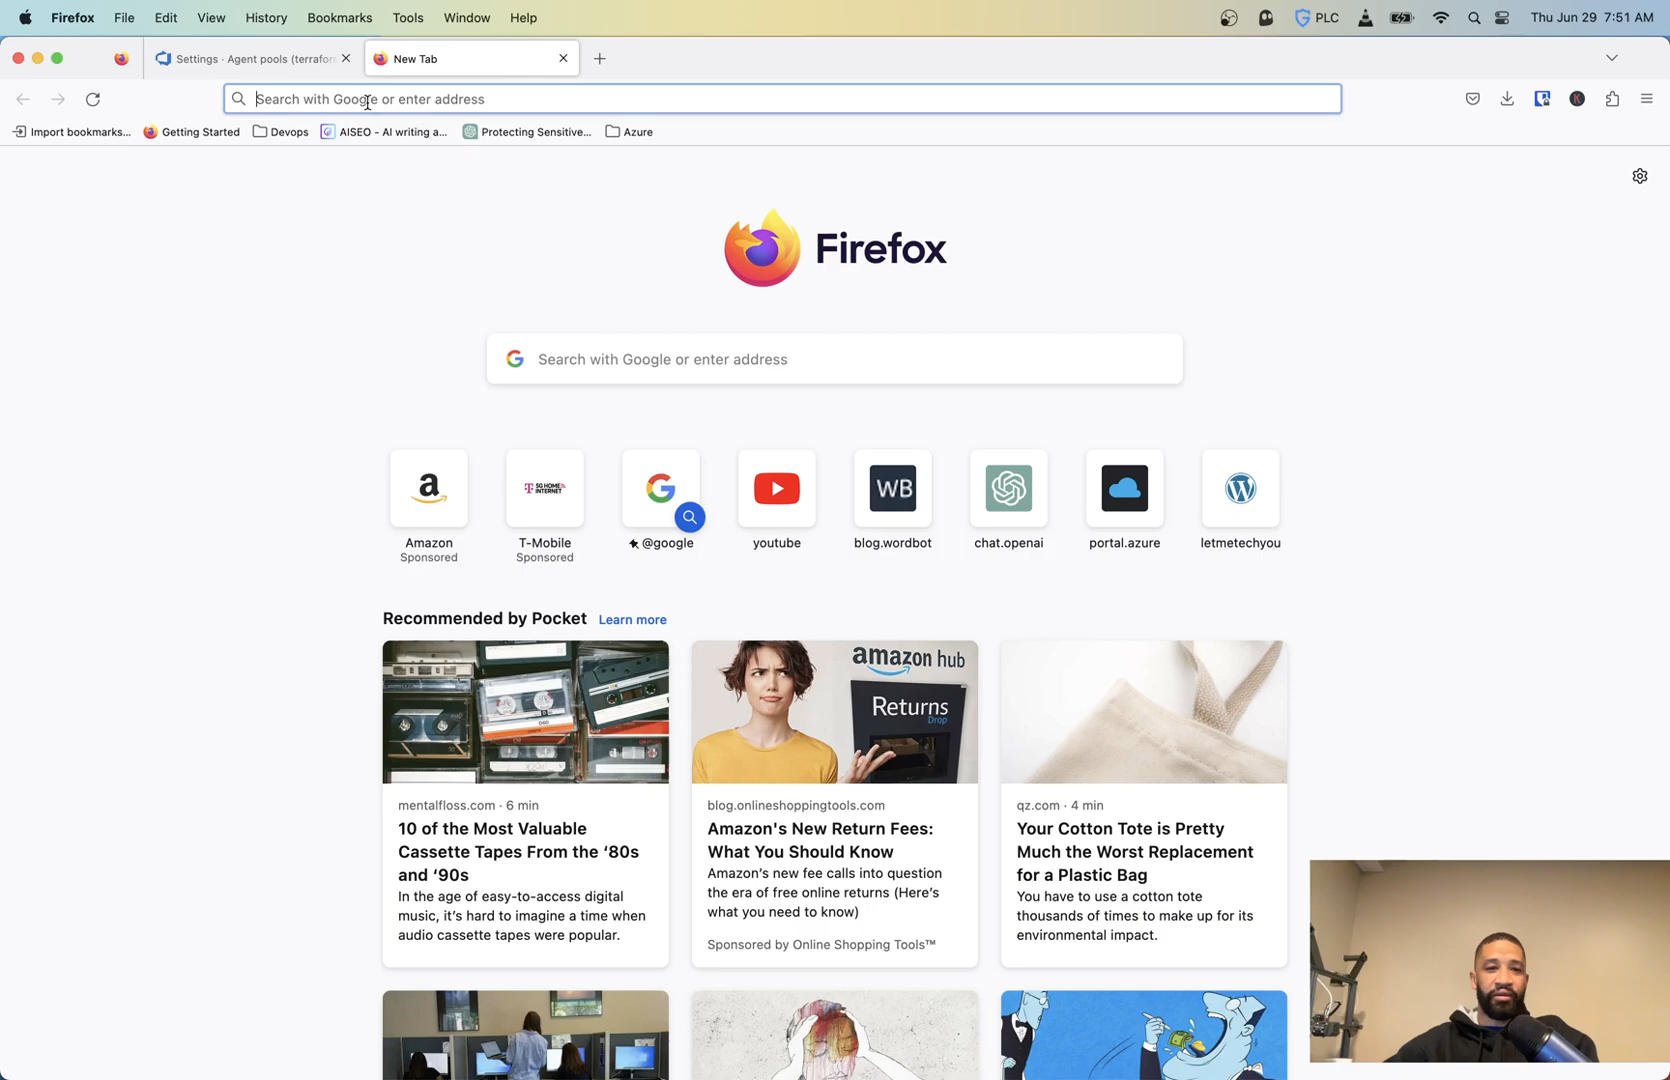 Firefox File Edit View History Bookmarks Tools Window Help PLC Thu Jun 29 7:51 AM
Settings · Agent pools (terraform New Tab
Search with Google or enter address
Import bookmarks... Getting Started Devops AISEO - AI writing a... Protecting Sensitive... Azure
Firefox
Search with Google or enter address
a
T 5G HOME INTERNET
WB
Amazon
Sponsored
T-Mobile
Sponsored
@google
youtube
blog.wordbot
chat.openai
portal.azure
letmetechyou
Recommended by Pocket Learn more
amazon hub
Returns
Drop
mentalfloss.com · 6 min
10 of the Most Valuable
Cassette Tapes From the ‘80s
and ‘90s
In the age of easy-to-access digital
music, it’s hard to imagine a time when
audio cassette tapes were popular.
blog.onlineshoppingtools.com
Amazon's New Return Fees:
What You Should Know
Amazon’s new fee calls into question
the era of free online returns (Here’s
what you need to know)
Sponsored by Online Shopping Tools™
qz.com · 4 min
Your Cotton Tote is Pretty
Much the Worst Replacement
for a Plastic Bag
You have to use a cotton tote
thousands of times to make up for its
environmental impact.